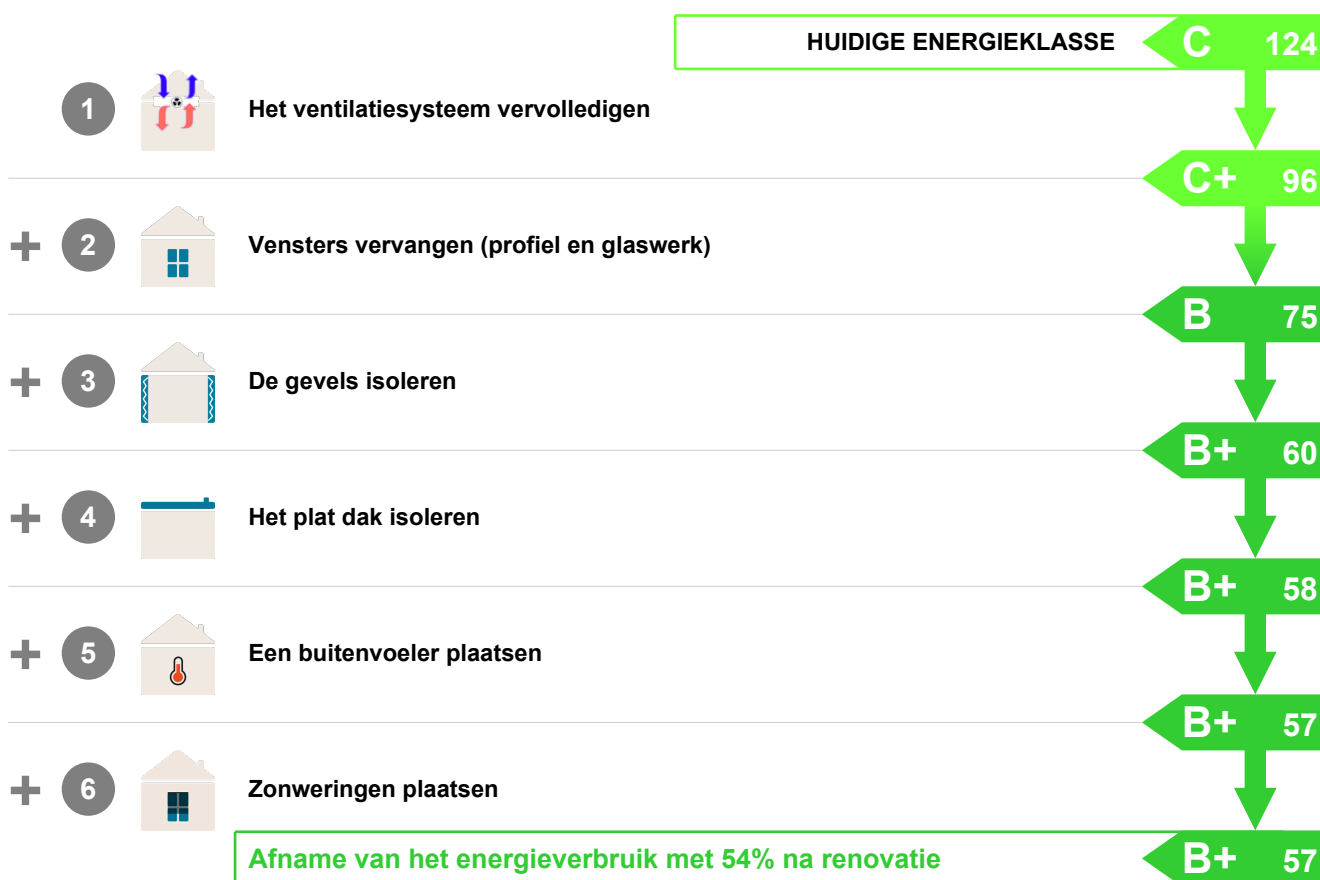 HUIDIGE ENERGIEKLASSE C 124
1 Het ventilatiesysteem vervolledigen
C+ 96
+ 2 Vensters vervangen (profiel en glaswerk)
B 75
+ 3 De gevels isoleren
B+ 60
+ 4 Het plat dak isoleren
B+ 58
+ 5 Een buitenvoeler plaatsen
B+ 57
+ 6 Zonweringen plaatsen
Afname van het energieverbruik met 54% na renovatie B+ 57